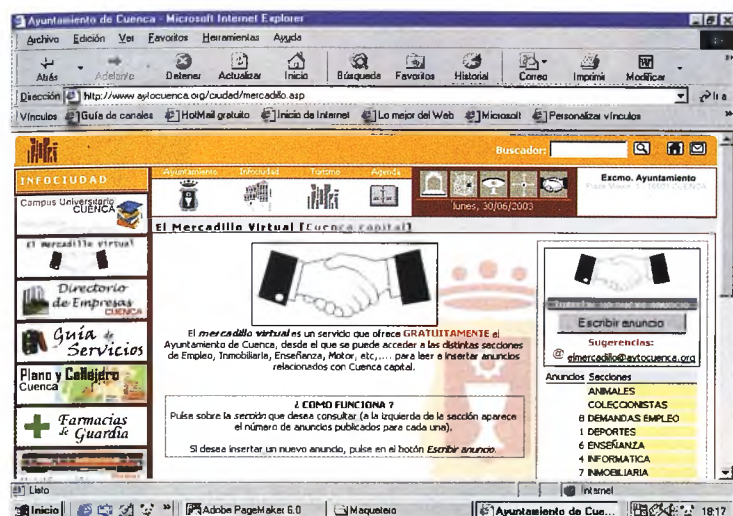 Ayuntamiento de Cuenca - Microsoft Internet Explorer
Archivo Edición Ver Favoritos Herramientas Ayuda
Atrás Adelante Detener Actualizar Inicio Búsqueda Favoritos Historial Correo Imprimir Modificar
Dirección http://www.aytocuenca.org/ciudad/mercadillo.asp Ir a
Vínculos Guía de canales HotMail gratuito Inicio de Internet Lo mejor del Web Microsoft Personalizar vínculos
Buscador:
INFOCIUDAD
Ayuntamiento Infociudad Turismo Agenda
lunes, 30/06/2003
Excmo. Ayuntamiento
Plaza Mayor, 1 - 16001 CUENCA
Campus Universitario
CUENCA
El mercadillo virtual
Directorio
de Empresas
CUENCA
Guía de
Servicios
Plano y Callejero
Cuenca
Farmacias
de Guardia
El Mercadillo Virtual [Cuenca capital]
El mercadillo virtual es un servicio que ofrece GRATUITAMENTE el
Ayuntamiento de Cuenca, desde el que se puede acceder a las distintas secciones
de Empleo, Inmobiliaria, Enseñanza, Motor, etc,.... para leer e insertar anuncios
relacionados con Cuenca capital.
¿ COMO FUNCIONA ?
Pulse sobre la sección que desea consultar (a la izquierda de la sección aparece
el número de anuncios publicados para cada una).
Si desea insertar un nuevo anuncio, pulse en el botón Escribir anuncio.
Escribir anuncio
Sugerencias:
@ elmercadillo@aytocuenca.org
Anuncios Secciones
ANIMALES
COLECCIONISTAS
8 DEMANDAS EMPLEO
1 DEPORTES
6 ENSEÑANZA
4 INFORMATICA
7 INMOBILIARIA
Listo
Internet
Inicio » Adobe PageMaker 6.0 Maquetero Ayuntamiento de Cue... 18:17